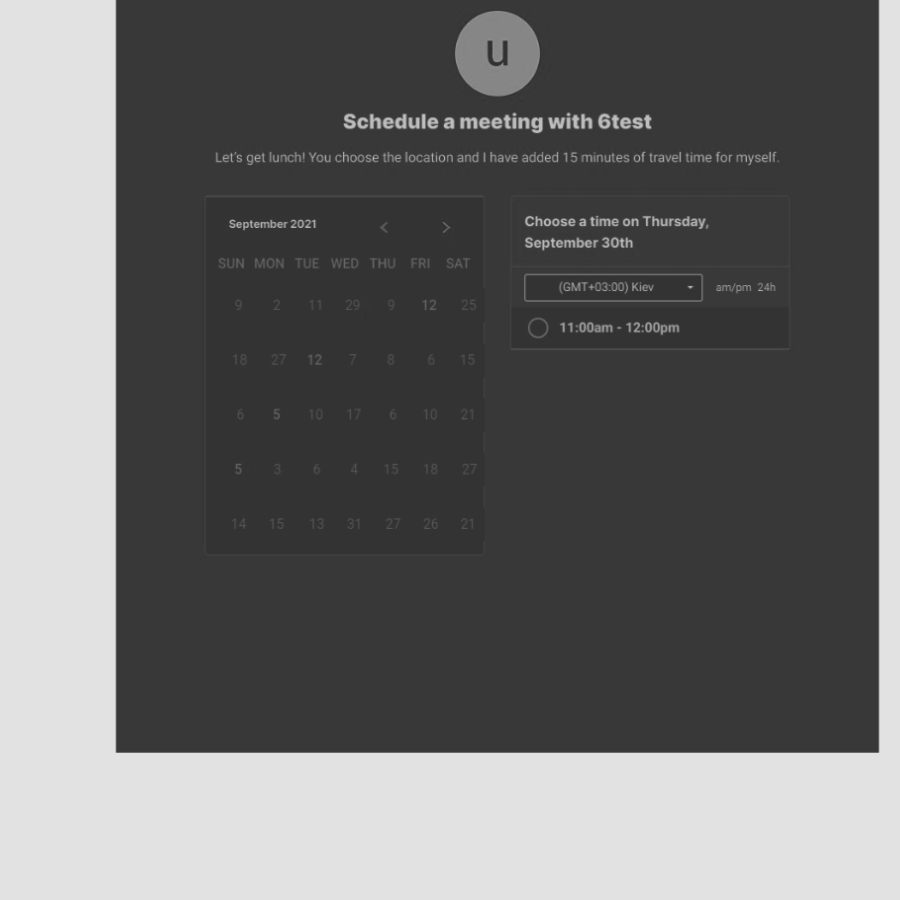 u
Schedule a meeting with 6test
Let's get lunch! You choose the location and I have added 15 minutes of travel time for myself.
September 2021
SUN MON TUE WED THU FRI SAT
9 2 11 29 9 12 25
18 27 12 7 8 6 15
6 5 10 17 6 10 21
5 3 6 4 15 18 27
14 15 13 31 27 26 21
Choose a time on Thursday,
September 30th
(GMT+03:00) Kiev am/pm 24h
11:00am - 12:00pm